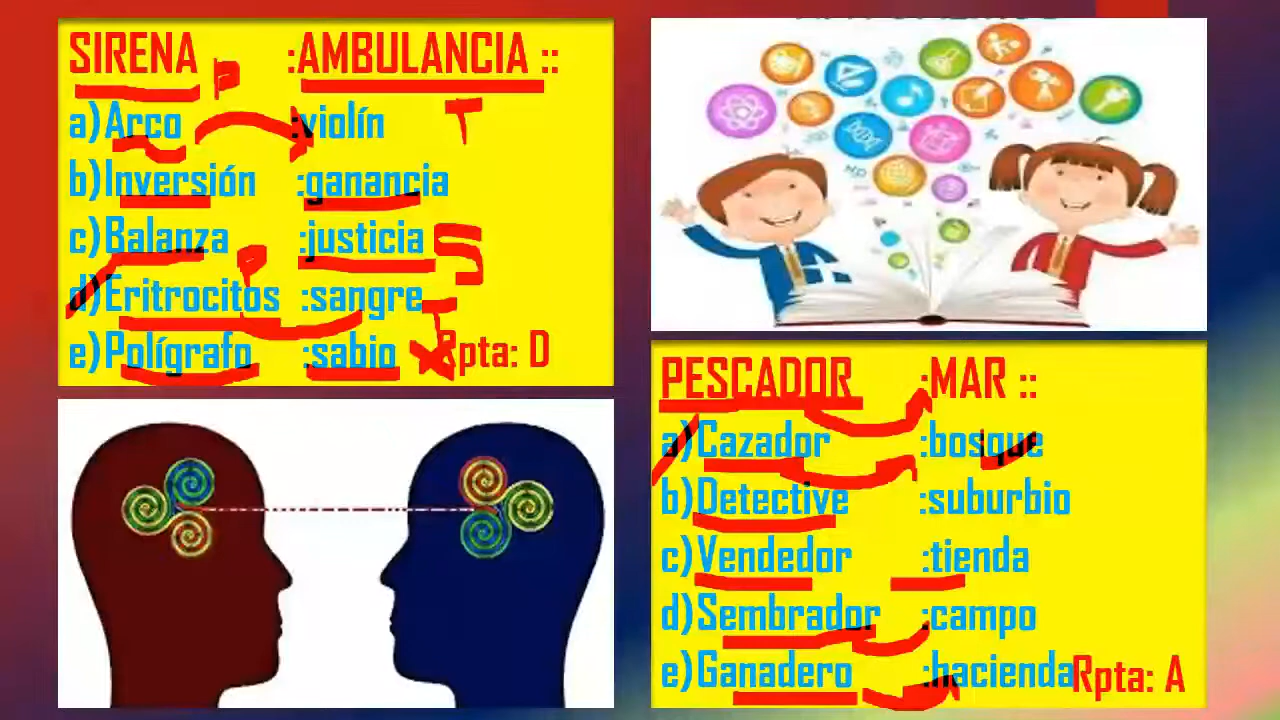 SIRENA :AMBULANCIA ::
P
a)Arco :violín T
b)Inversión :ganancia
c)Balanza :justicia S
P
d)Eritrocitos :sangre T
e)Polígrafo :sabio Rpta: D
PESCADOR :MAR ::
a)Cazador :bosque
b)Detective :suburbio
c)Vendedor :tienda
d)Sembrador :campo
e)Ganadero :hacienda Rpta: A